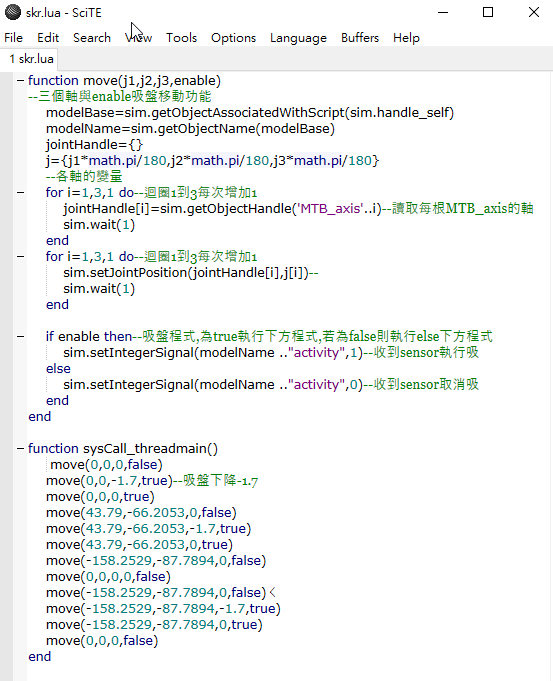 skr.lua - SciTE
File Edit Search View Tools Options Language Buffers Help
1 skr.lua
function move(j1,j2,j3,enable)
--三個軸與enable吸盤移動功能
modelBase=sim.getObjectAssociatedWithScript(sim.handle_self)
modelName=sim.getObjectName(modelBase)
jointHandle={}
j={j1*math.pi/180,j2*math.pi/180,j3*math.pi/180}
--各軸的變量
for i=1,3,1 do--迴圈1到3每次增加1
jointHandle[i]=sim.getObjectHandle('MTB_axis'..i)--讀取每根MTB_axis的軸
sim.wait(1)
end
for i=1,3,1 do--迴圈1到3每次增加1
sim.setJointPosition(jointHandle[i],j[i])--
sim.wait(1)
end
if enable then--吸盤程式,為true執行下方程式,若為false則執行else下方程式
sim.setIntegerSignal(modelName .."activity",1)--收到sensor執行吸
else
sim.setIntegerSignal(modelName .."activity",0)--收到sensor取消吸
end
end
function sysCall_threadmain()
move(0,0,0,false)
move(0,0,-1.7,true)--吸盤下降-1.7
move(0,0,0,true)
move(43.79,-66.2053,0,false)
move(43.79,-66.2053,-1.7,true)
move(43.79,-66.2053,0,true)
move(-158.2529,-87.7894,0,false)
move(0,0,0,0,false)
move(-158.2529,-87.7894,0,false)<
move(-158.2529,-87.7894,-1.7,true)
move(-158.2529,-87.7894,0,true)
move(0,0,0,false)
end